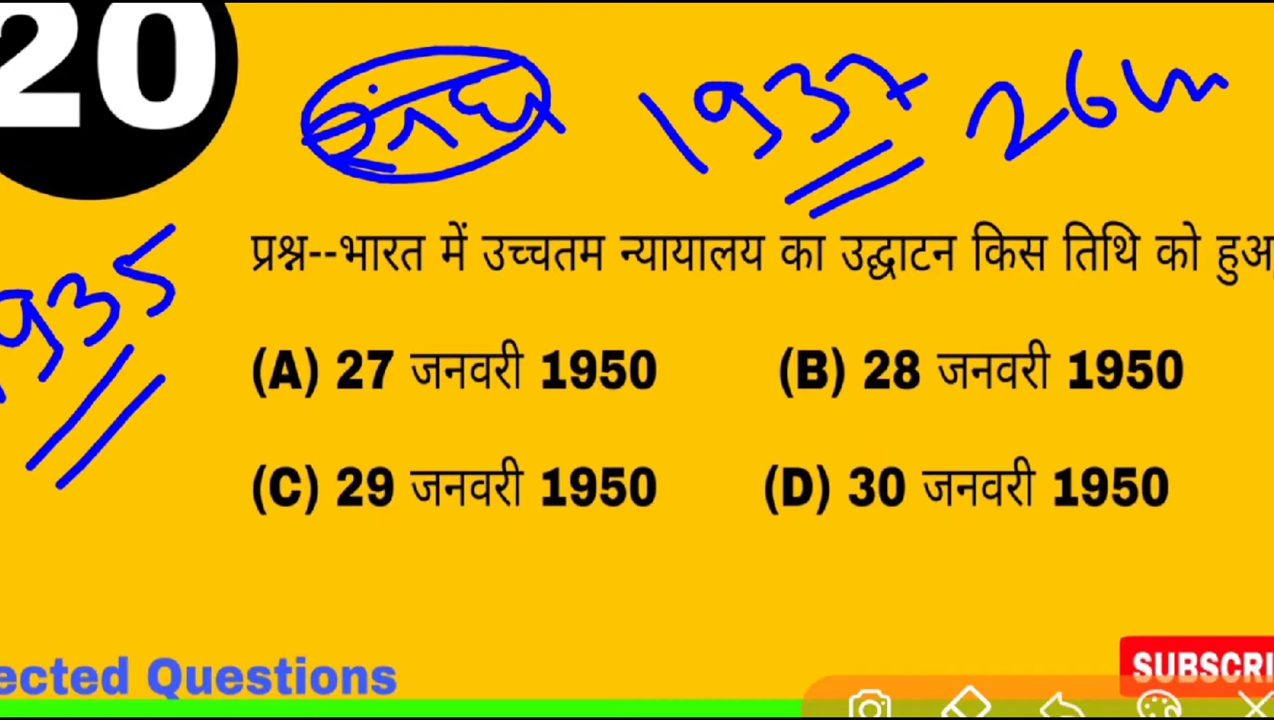 20
संघ 1937 26
1935
प्रश्न--भारत में उच्चतम न्यायालय का उद्घाटन किस तिथि को हुआ
(A) 27 जनवरी 1950 (B) 28 जनवरी 1950
(C) 29 जनवरी 1950 (D) 30 जनवरी 1950
ected Questions
SUBSCRI